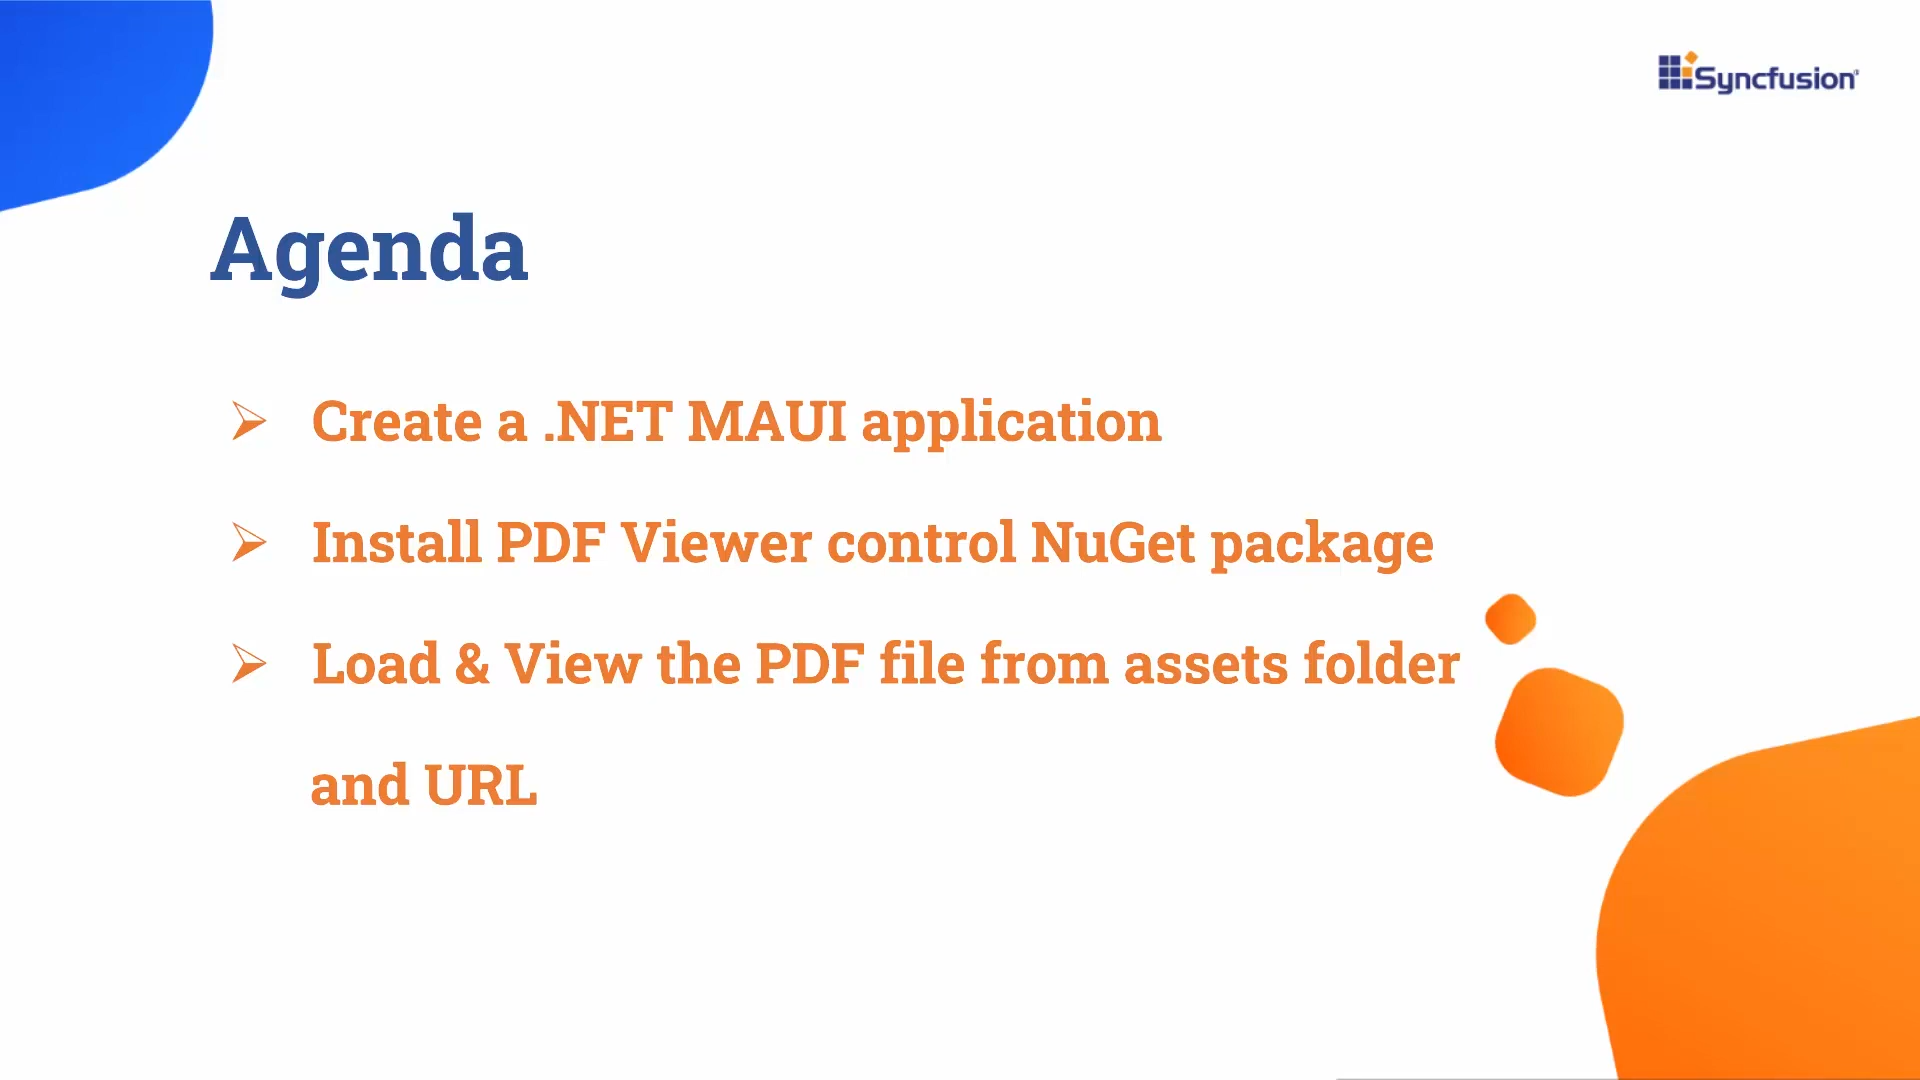 Syncfusion
Agenda
Create a .NET MAUI application
Install PDF Viewer control NuGet package
Load & View the PDF file from assets folder
and URL